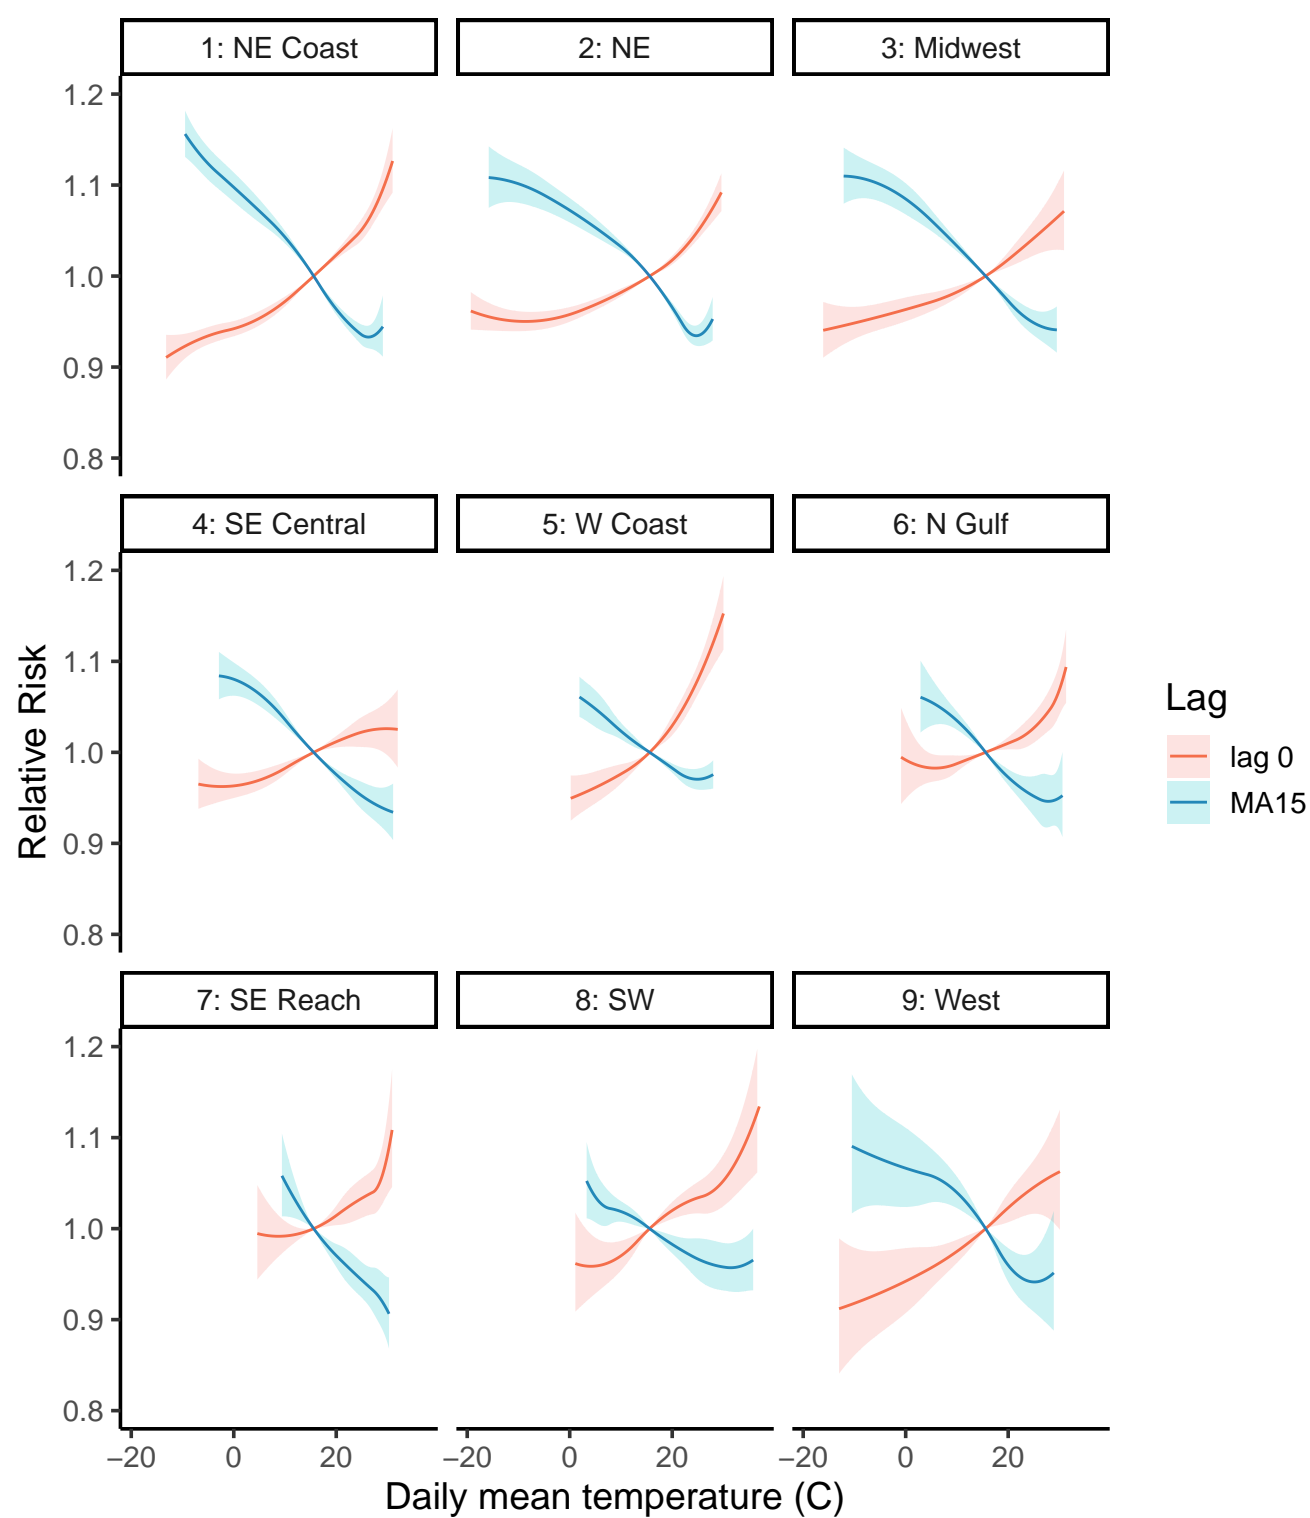 1: NE Coast
2: NE
3: Midwest
1.2
1.1
1.0
0.9
0.8
4: SE Central
5: W Coast
6: N Gulf
1.2
1.1
1.0
0.9
0.8
7: SE Reach
8: SW
9: West
1.2
1.1
1.0
0.9
0.8
−20 0 20
−20 0 20
−20 0 20
Daily mean temperature (C)
Relative Risk
Lag
lag 0
MA15